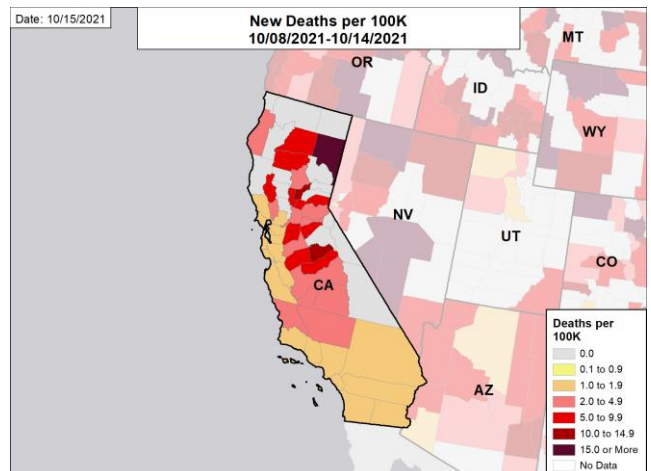 Date: 10/15/2021
New Deaths per 100K
10/08/2021-10/14/2021
MT
OR
ID
WY
NV
UT
CO
CA
AZ
Deaths per
100K
0.0
0.1 to 0.9
1.0 to 1.9
2.0 to 4.9
5.0 to 9.9
10.0 to 14.9
15.0 or More
No Data